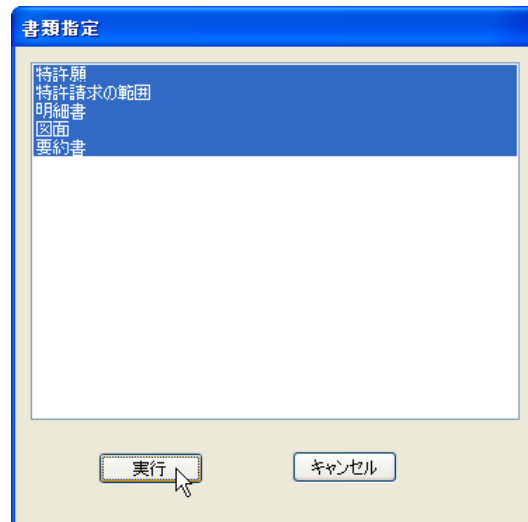 書類指定
特許願
特許請求の範囲
明細書
図面
要約書
実行
キャンセル